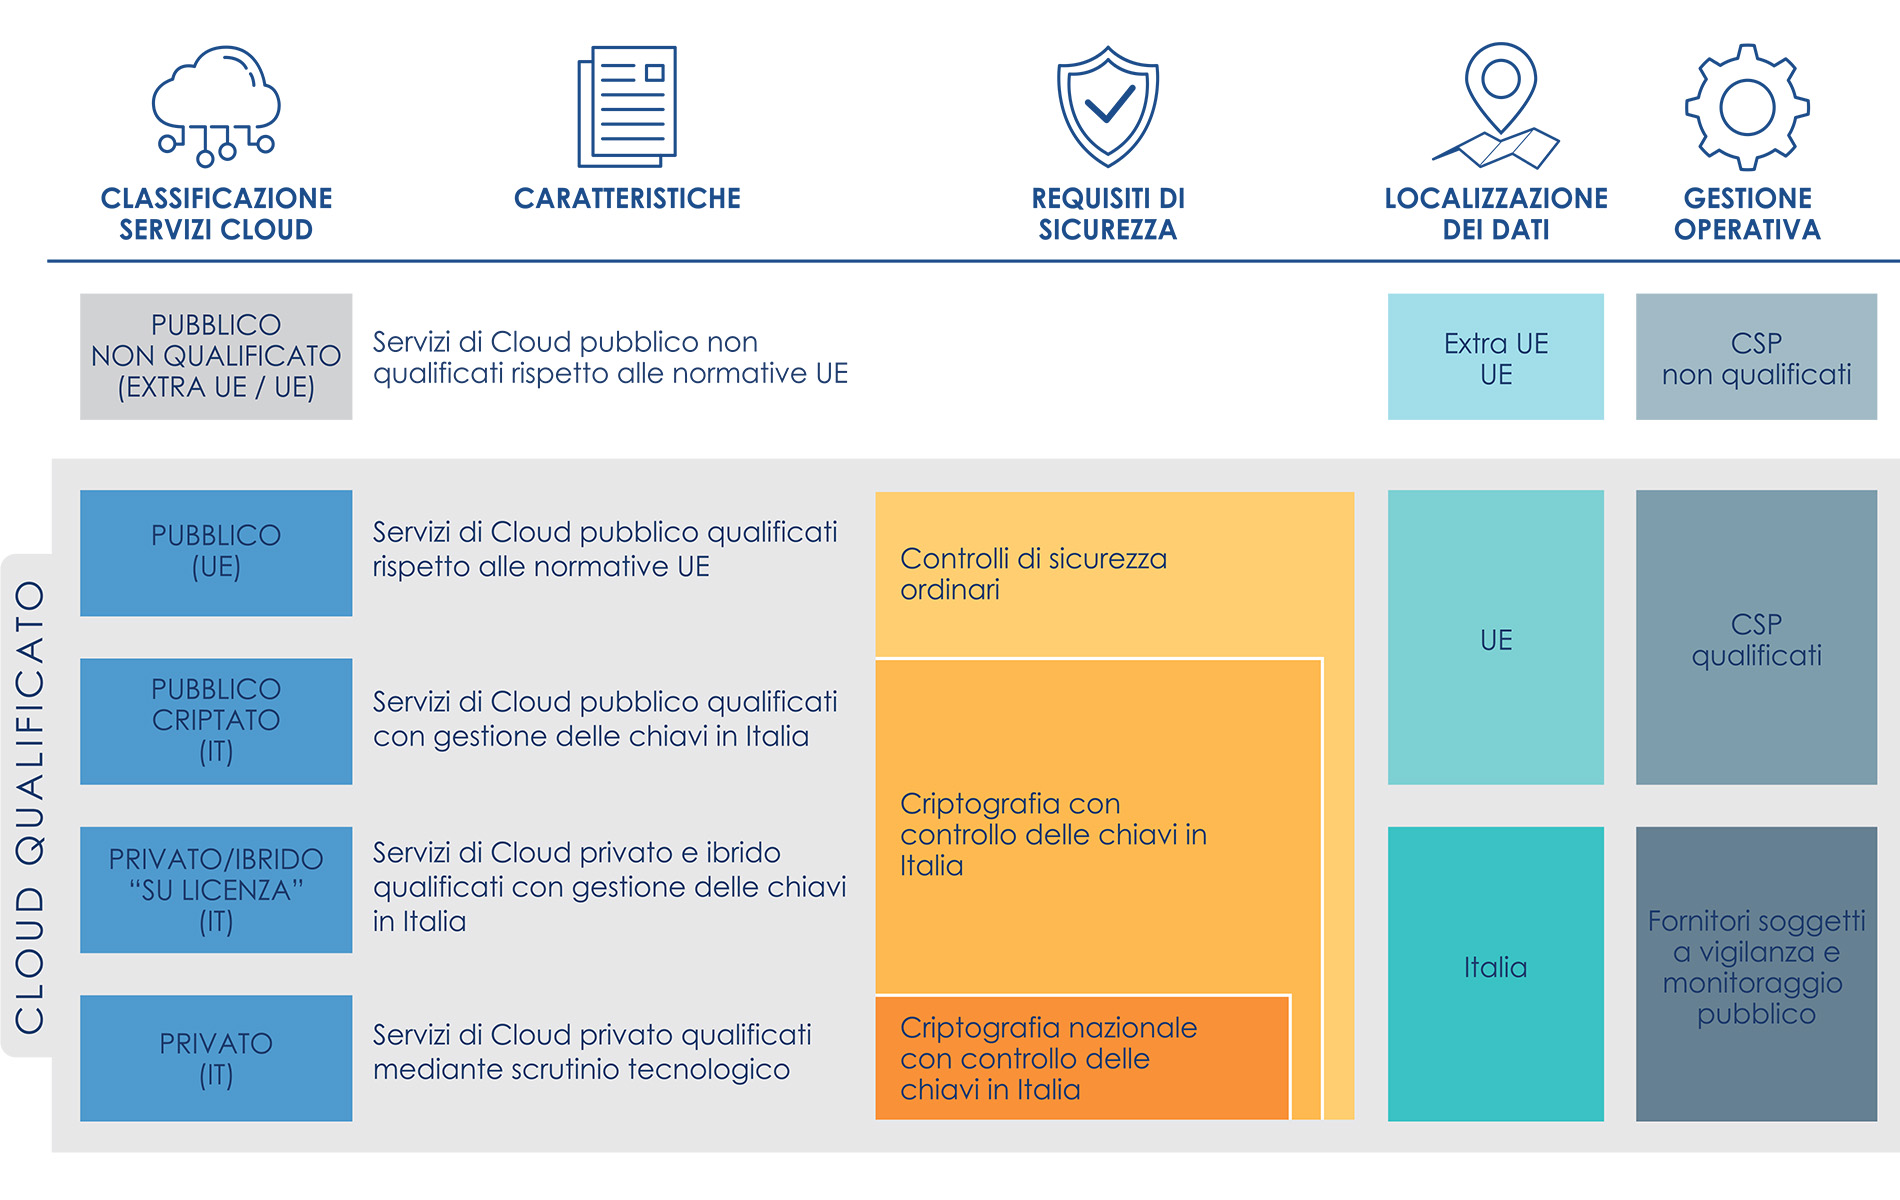 CLASSIFICAZIONE
SERVIZI CLOUD
CARATTERISTICHE
REQUISITI DI
SICUREZZA
LOCALIZZAZIONE
DEI DATI
GESTIONE
OPERATIVA
PUBBLICO
NON QUALIFICATO
(EXTRA UE / UE)
Servizi di Cloud pubblico non
qualificati rispetto alle normative UE
Extra UE
UE
CSP
non qualificati
CLOUD QUALIFICATO
PUBBLICO
(UE)
Servizi di Cloud pubblico qualificati
rispetto alle normative UE
Controlli di sicurezza
ordinari
UE
CSP
qualificati
PUBBLICO
CRIPTATO
(IT)
Servizi di Cloud pubblico qualificati
con gestione delle chiavi in Italia
Criptografia con
controllo delle chiavi in
Italia
PRIVATO/IBRIDO
“SU LICENZA”
(IT)
Servizi di Cloud privato e ibrido
qualificati con gestione delle chiavi
in Italia
Italia
Fornitori soggetti
a vigilanza e
monitoraggio
pubblico
PRIVATO
(IT)
Servizi di Cloud privato qualificati
mediante scrutinio tecnologico
Criptografia nazionale
con controllo delle
chiavi in Italia